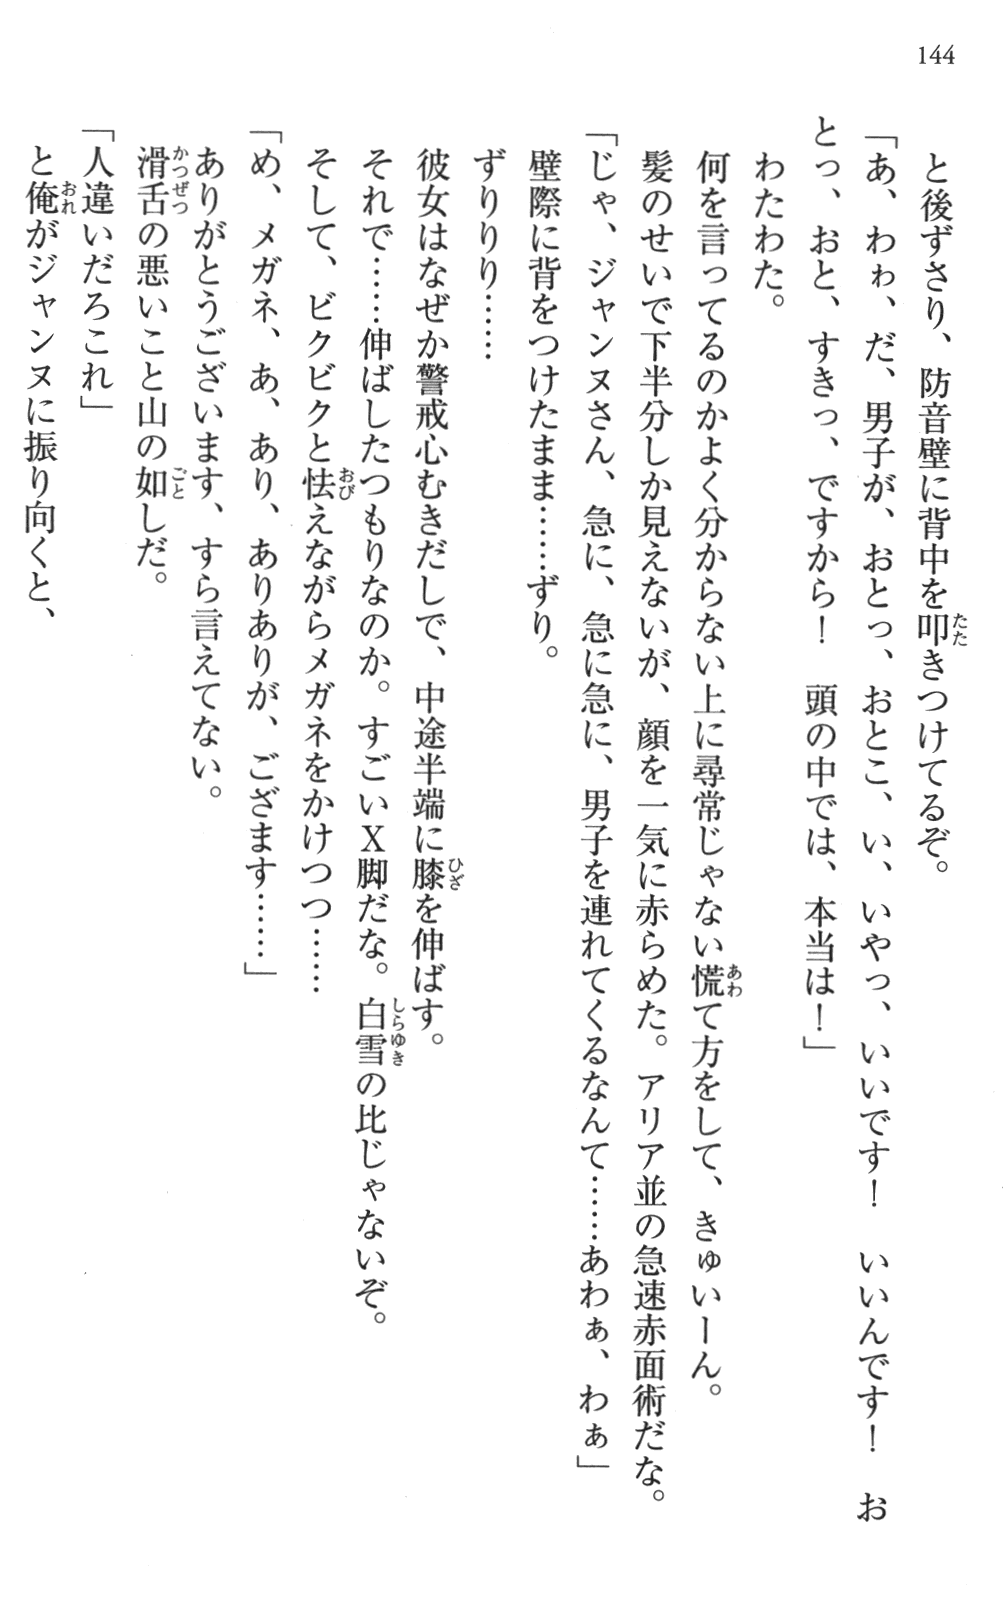 144
と後ずさり、防音壁に背中を叩きつけてるぞ。
「あ、わぁ、だ、男子が、おとっ、おとこ、い、いやっ、いいです！　いいんです！　お
とっ、おと、すきっ、ですから！　頭の中では、本当は！」
わたわた。
何を言ってるのかよく分からない上に尋常じゃない慌て方をして、きゅいーん。
髪のせいで下半分しか見えないが、顔を一気に赤らめた。アリア並の急速赤面術だな。
「じゃ、ジャンヌさん、急に、急に急に、男子を連れてくるなんて……あわぁ、わぁ」
壁際に背をつけたまま……ずり。
ずりりり……
彼女はなぜか警戒心むきだしで、中途半端に膝を伸ばす。
それで……伸ばしたつもりなのか。すごいX脚だな。白雪の比じゃないぞ。
そして、ビクビクと怯えながらメガネをかけつつ……
「め、メガネ、あ、あり、ありありが、ござます……」
ありがとうございます、すら言えてない。
滑舌の悪いこと山の如しだ。
「人違いだろこれ」
と俺がジャンヌに振り向くと、